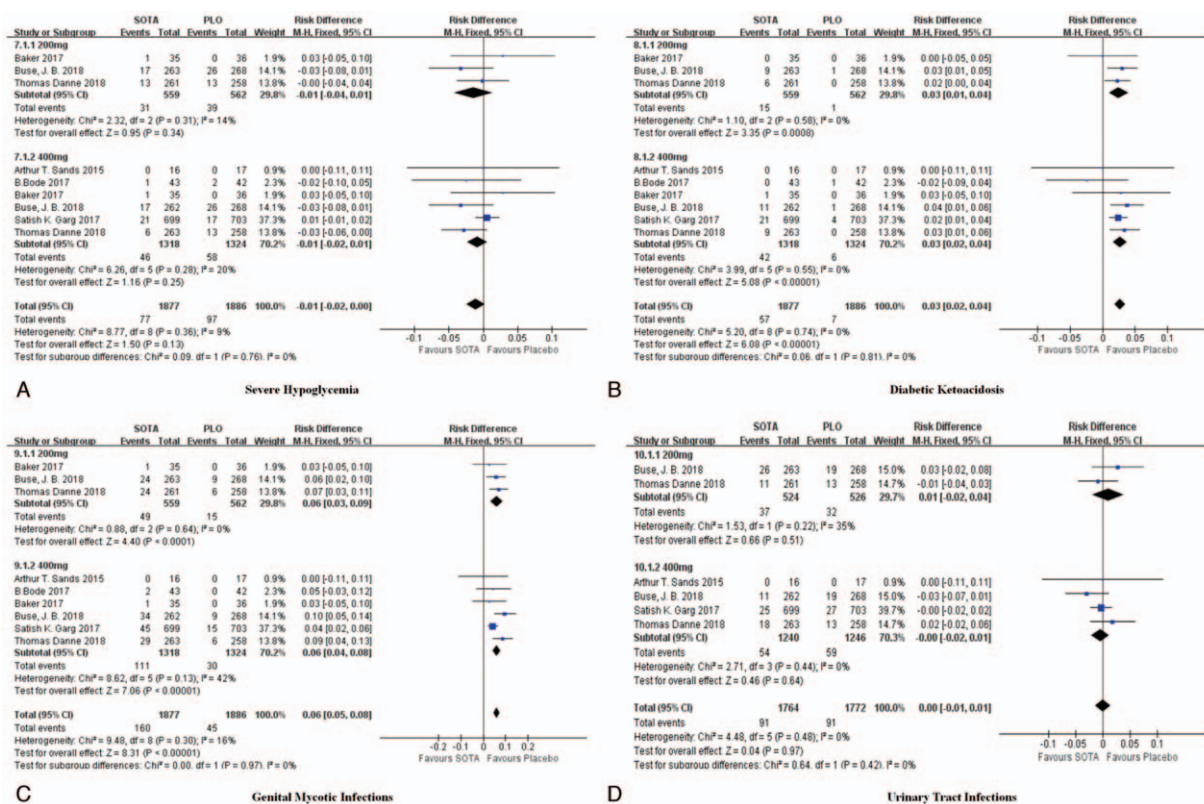 SOTA PLO Risk Difference Risk Difference
Study or Subgroup Events Total Events Total Weight M-H, Fixed, 95% CI M-H, Fixed, 95% CI
7.1.1 200mg
Baker 2017 1 35 0 36 1.9% 0.03 [-0.05, 0.10]
Buse, J. B. 2018 17 263 26 268 14.1% -0.03 [-0.08, 0.01]
Thomas Danne 2018 13 261 13 258 13.8% -0.00 [-0.04, 0.04]
Subtotal (95% CI) 559 562 29.8% -0.01 [-0.04, 0.01]
Total events 31 39
Heterogeneity: Chi² = 2.32, df = 2 (P = 0.31); I² = 14%
Test for overall effect: Z = 0.95 (P = 0.34)
7.1.2 400mg
Arthur T. Sands 2015 0 16 0 17 0.9% 0.00 [-0.11, 0.11]
B.Bode 2017 1 43 2 42 2.3% -0.02 [-0.10, 0.05]
Baker 2017 1 35 0 36 1.9% 0.03 [-0.05, 0.10]
Buse, J. B. 2018 17 262 26 268 14.1% -0.03 [-0.08, 0.01]
Satish K. Garg 2017 21 699 17 703 37.3% 0.01 [-0.01, 0.02]
Thomas Danne 2018 6 263 13 258 13.8% -0.03 [-0.06, 0.00]
Subtotal (95% CI) 1318 1324 70.2% -0.01 [-0.02, 0.01]
Total events 46 58
Heterogeneity: Chi² = 6.26, df = 5 (P = 0.28); I² = 20%
Test for overall effect: Z = 1.16 (P = 0.25)
Total (95% CI) 1877 1886 100.0% -0.01 [-0.02, 0.00]
Total events 77 97
Heterogeneity: Chi² = 8.77, df = 8 (P = 0.36); I² = 9%
Test for overall effect: Z = 1.50 (P = 0.13)
Test for subgroup differences: Chi² = 0.09, df = 1 (P = 0.76), I² = 0%
-0.1 -0.05 0 0.05 0.1
Favours SOTA Favours Placebo
A Severe Hypoglycemia
SOTA PLO Risk Difference Risk Difference
Study or Subgroup Events Total Events Total Weight M-H, Fixed, 95% CI M-H, Fixed, 95% CI
8.1.1 200mg
Baker 2017 0 35 0 36 1.9% 0.00 [-0.05, 0.05]
Buse, J. B. 2018 9 263 1 268 14.1% 0.03 [0.01, 0.05]
Thomas Danne 2018 6 261 0 258 13.8% 0.02 [0.00, 0.04]
Subtotal (95% CI) 559 562 29.8% 0.03 [0.01, 0.04]
Total events 15 1
Heterogeneity: Chi² = 1.10, df = 2 (P = 0.58); I² = 0%
Test for overall effect: Z = 3.35 (P = 0.0008)
8.1.2 400mg
Arthur T. Sands 2015 0 16 0 17 0.9% 0.00 [-0.11, 0.11]
B.Bode 2017 0 43 1 42 2.3% -0.02 [-0.09, 0.04]
Baker 2017 1 35 0 36 1.9% 0.03 [-0.05, 0.10]
Buse, J. B. 2018 11 262 1 268 14.1% 0.04 [0.01, 0.06]
Satish K. Garg 2017 21 699 4 703 37.3% 0.02 [0.01, 0.04]
Thomas Danne 2018 9 263 0 258 13.8% 0.03 [0.01, 0.06]
Subtotal (95% CI) 1318 1324 70.2% 0.03 [0.02, 0.04]
Total events 42 6
Heterogeneity: Chi² = 3.99, df = 5 (P = 0.55); I² = 0%
Test for overall effect: Z = 5.08 (P < 0.00001)
Total (95% CI) 1877 1886 100.0% 0.03 [0.02, 0.04]
Total events 57 7
Heterogeneity: Chi² = 5.20, df = 8 (P = 0.74); I² = 0%
Test for overall effect: Z = 6.08 (P < 0.00001)
Test for subgroup differences: Chi² = 0.06, df = 1 (P = 0.81), I² = 0%
-0.1 -0.05 0 0.05 0.1
Favours SOTA Favours Placebo
B Diabetic Ketoacidosis
SOTA PLO Risk Difference Risk Difference
Study or Subgroup Events Total Events Total Weight M-H, Fixed, 95% CI M-H, Fixed, 95% CI
9.1.1 200mg
Baker 2017 1 35 0 36 1.9% 0.03 [-0.05, 0.10]
Buse, J. B. 2018 24 263 9 268 14.1% 0.06 [0.02, 0.10]
Thomas Danne 2018 24 261 6 258 13.8% 0.07 [0.03, 0.11]
Subtotal (95% CI) 559 562 29.8% 0.06 [0.03, 0.09]
Total events 49 15
Heterogeneity: Chi² = 0.88, df = 2 (P = 0.64); I² = 0%
Test for overall effect: Z = 4.40 (P < 0.0001)
9.1.2 400mg
Arthur T. Sands 2015 0 16 0 17 0.9% 0.00 [-0.11, 0.11]
B.Bode 2017 2 43 0 42 2.3% 0.05 [-0.03, 0.12]
Baker 2017 1 35 0 36 1.9% 0.03 [-0.05, 0.10]
Buse, J. B. 2018 34 262 9 268 14.1% 0.10 [0.05, 0.14]
Satish K. Garg 2017 45 699 15 703 37.3% 0.04 [0.02, 0.06]
Thomas Danne 2018 29 263 6 258 13.8% 0.09 [0.04, 0.13]
Subtotal (95% CI) 1318 1324 70.2% 0.06 [0.04, 0.08]
Total events 111 30
Heterogeneity: Chi² = 8.62, df = 5 (P = 0.13); I² = 42%
Test for overall effect: Z = 7.06 (P < 0.00001)
Total (95% CI) 1877 1886 100.0% 0.06 [0.05, 0.08]
Total events 160 45
Heterogeneity: Chi² = 9.48, df = 8 (P = 0.30); I² = 16%
Test for overall effect: Z = 8.31 (P < 0.00001)
Test for subgroup differences: Chi² = 0.00, df = 1 (P = 0.97), I² = 0%
-0.2 -0.1 0 0.1 0.2
Favours SOTA Favours Placebo
C Genital Mycotic Infections
SOTA PLO Risk Difference Risk Difference
Study or Subgroup Events Total Events Total Weight M-H, Fixed, 95% CI M-H, Fixed, 95% CI
10.1.1 200mg
Buse, J. B. 2018 26 263 19 268 15.0% 0.03 [-0.02, 0.08]
Thomas Danne 2018 11 261 13 258 14.7% -0.01 [-0.04, 0.03]
Subtotal (95% CI) 524 526 29.7% 0.01 [-0.02, 0.04]
Total events 37 32
Heterogeneity: Chi² = 1.53, df = 1 (P = 0.22); I² = 35%
Test for overall effect: Z = 0.66 (P = 0.51)
10.1.2 400mg
Arthur T. Sands 2015 0 16 0 17 0.9% 0.00 [-0.11, 0.11]
Buse, J. B. 2018 11 262 19 268 15.0% -0.03 [-0.07, 0.01]
Satish K. Garg 2017 25 699 27 703 39.7% -0.00 [-0.02, 0.02]
Thomas Danne 2018 18 263 13 258 14.7% 0.02 [-0.02, 0.06]
Subtotal (95% CI) 1240 1246 70.3% -0.00 [-0.02, 0.01]
Total events 54 59
Heterogeneity: Chi² = 2.71, df = 3 (P = 0.44); I² = 0%
Test for overall effect: Z = 0.46 (P = 0.64)
Total (95% CI) 1764 1772 100.0% 0.00 [-0.01, 0.01]
Total events 91 91
Heterogeneity: Chi² = 4.48, df = 5 (P = 0.48); I² = 0%
Test for overall effect: Z = 0.04 (P = 0.97)
Test for subgroup differences: Chi² = 0.64, df = 1 (P = 0.42), I² = 0%
-0.1 -0.05 0 0.05 0.1
Favours SOTA Favours Placebo
D Urinary Tract Infections